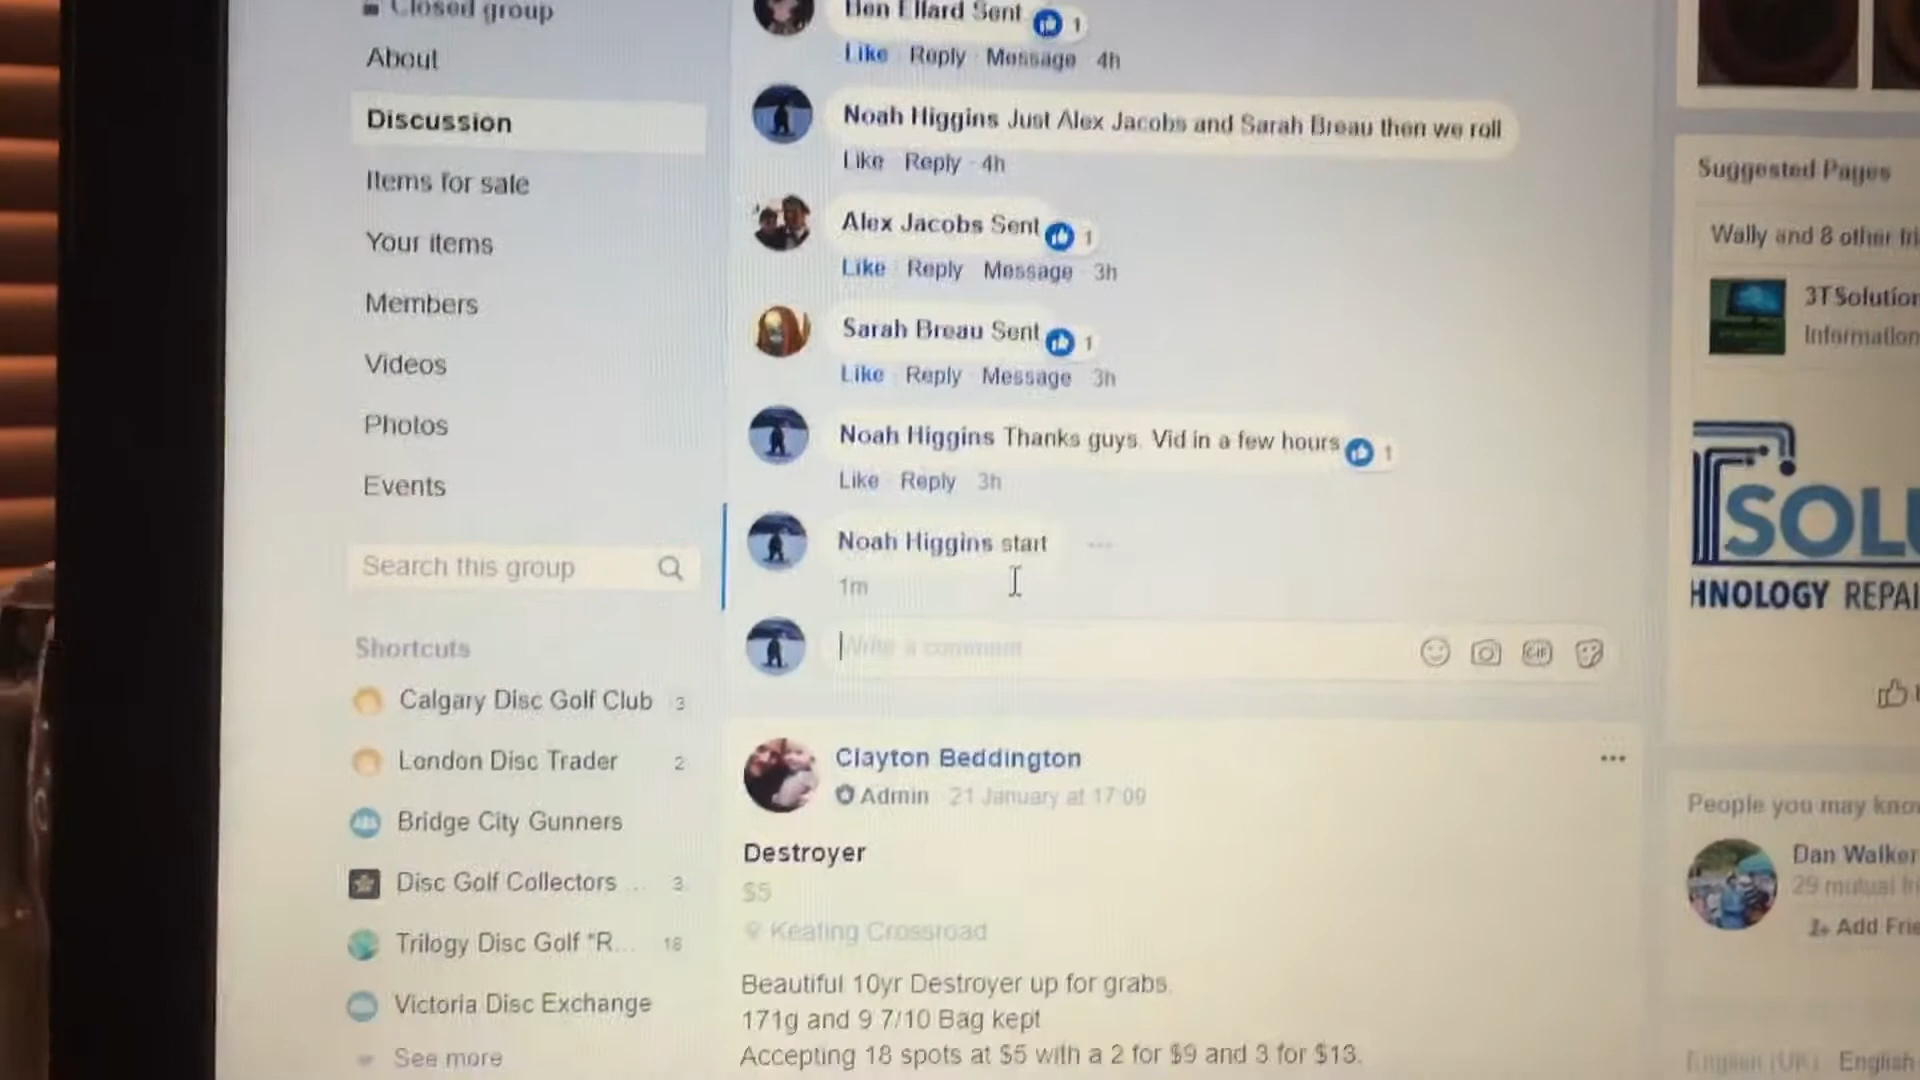 Closed group
About
Discussion
Items for sale
Your items
Members
Videos
Photos
Events
Search this group
Shortcuts
Calgary Disc Golf Club 3
London Disc Trader 2
Bridge City Gunners
Disc Golf Collectors ... 3
Trilogy Disc Golf "R... 18
Victoria Disc Exchange
See more
Ben Ellard Sent 1
Like Reply Message 4h
Noah Higgins Just Alex Jacobs and Sarah Breau then we roll
Like Reply 4h
Alex Jacobs Sent 1
Like Reply Message 3h
Sarah Breau Sent 1
Like Reply Message 3h
Noah Higgins Thanks guys. Vid in a few hours 1
Like Reply 3h
Noah Higgins start ...
1m
Write a comment
GIF
Clayton Beddington ...
Admin 21 January at 17:09
Destroyer
$5
Keating Crossroad
Beautiful 10yr Destroyer up for grabs.
171g and 9 7/10 Bag kept
Accepting 18 spots at $5 with a 2 for $9 and 3 for $13.
Suggested Pages
Wally and 8 other fri
3TSolution
Information
SOLU
HNOLOGY REPAI
People you may know
Dan Walker
29 mutual fri
Add Frie
English (UK) English